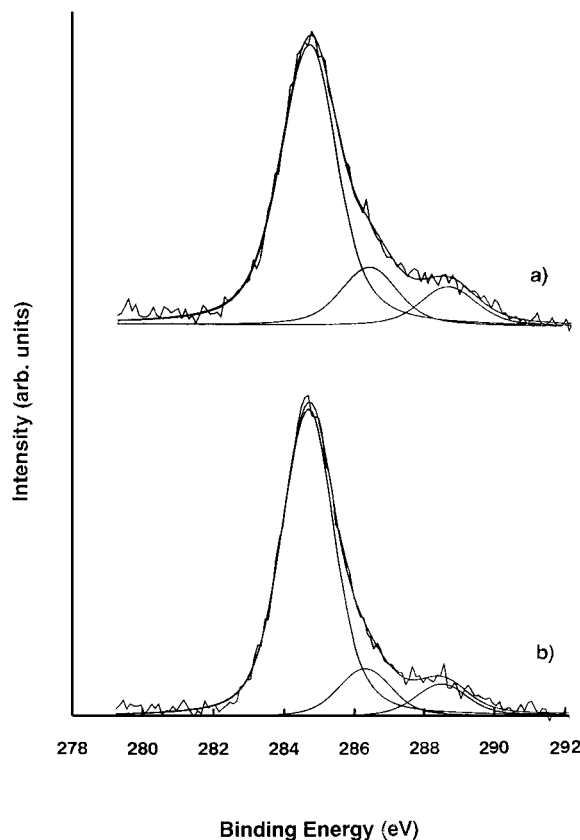 a)
Intensity (arb. units)
b)
278 280 282 284 286 288 290 292
Binding Energy (eV)